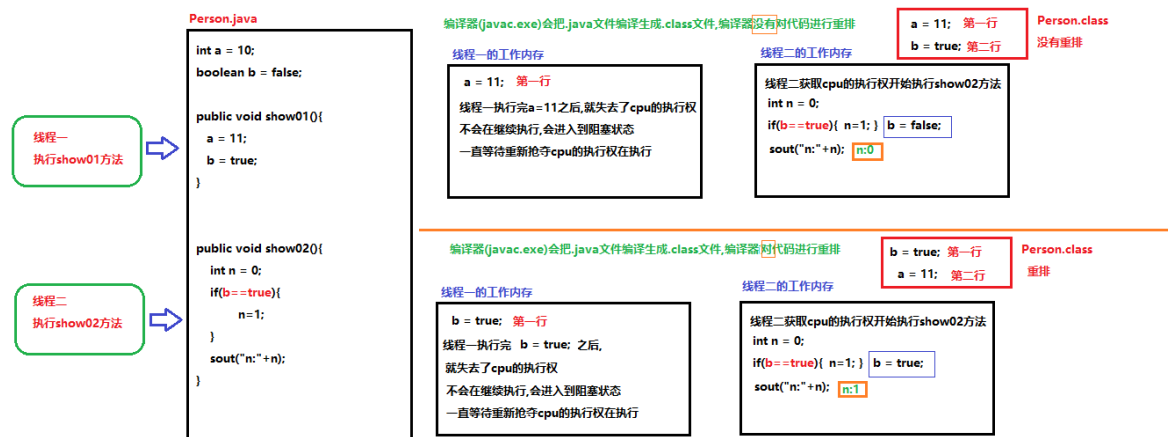 Person.java
int a = 10;
boolean b = false;
public void show01(){
a = 11;
b = true;
}
public void show02(){
int n = 0;
if(b==true){
n=1;
}
sout("n:"+n);
}
线程一
执行show01方法
线程二
执行show02方法
编译器(javac.exe)会把.java文件编译生成.class文件,编译器没有对代码进行重排
a = 11; 第一行
b = true; 第二行
Person.class
没有重排
线程一的工作内存
a = 11; 第一行
线程一执行完a=11之后,就失去了cpu的执行权
不会在继续执行,会进入到阻塞状态
一直等待重新抢夺cpu的执行权在执行
线程二的工作内存
线程二获取cpu的执行权开始执行show02方法
int n = 0;
if(b==true){ n=1; } b = false;
sout("n:"+n); n:0
编译器(javac.exe)会把.java文件编译生成.class文件,编译器对代码进行重排
b = true; 第一行
a = 11; 第二行
Person.class
重排
线程一的工作内存
b = true; 第一行
线程一执行完 b = true; 之后,
就失去了cpu的执行权
不会在继续执行,会进入到阻塞状态
一直等待重新抢夺cpu的执行权在执行
线程二的工作内存
线程二获取cpu的执行权开始执行show02方法
int n = 0;
if(b==true){ n=1; } b = true;
sout("n:"+n); n:1